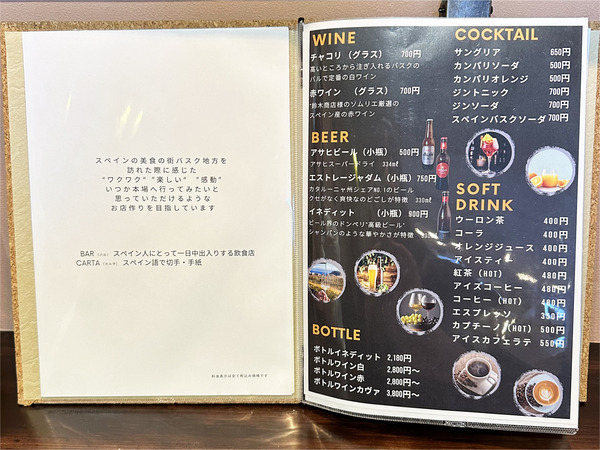 スペインの美食の街バスク地方を
訪れた際に感じた
"ワクワク" "楽しい" "感動"
いつか本場へ行ってみたいと
思っていただけるような
お店作りを目指しています
BAR スペイン人にとって一日中出入りする飲食店
CARTA スペイン語で切手・手紙
料金表示は全て税込み価格です
WINE
チャコリ (グラス) 700円
高いところから注ぎ入れるバスクの
バルで定番の白ワイン
赤ワイン (グラス) 700円
鈴木商店様のソムリエ厳選の
スペイン産の赤ワイン
BEER
アサヒビール (小瓶) 500円
アサヒスーパードライ 334㎖
エストレージャダム (小瓶) 750円
カタルーニャ州シェアNO.1のビール
クセがなく爽快なのどごしが特徴 330㎖
イネディット (小瓶) 900円
ビール界のドンペリ"高級ビール"
シャンパンのような華やかさが特徴 330㎖
BOTTLE
ボトルイネディット 2,180円
ボトルワイン白 2,800円～
ボトルワイン赤 2,800円～
ボトルワインカヴァ 3,800円～
COCKTAIL
サングリア 650円
カンパリソーダ 500円
カンパリオレンジ 500円
ジントニック 700円
ジンソーダ 700円
スペインバスクソーダ 700円
SOFT
DRINK
ウーロン茶 400円
コーラ 400円
オレンジジュース 400円
アイスティー 400円
紅茶 (HOT) 480円
アイスコーヒー 480円
コーヒー (HOT) 480円
エスプレッソ 350円
カプチーノ (HOT) 500円
アイスカフェラテ 550円